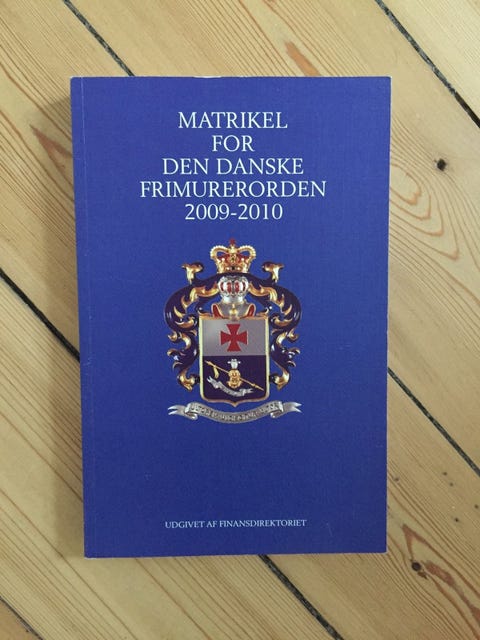 MATRIKEL
FOR
DEN DANSKE
FRIMURERORDEN
2009-2010
UDGIVET AF FINANSDIREKTORIET